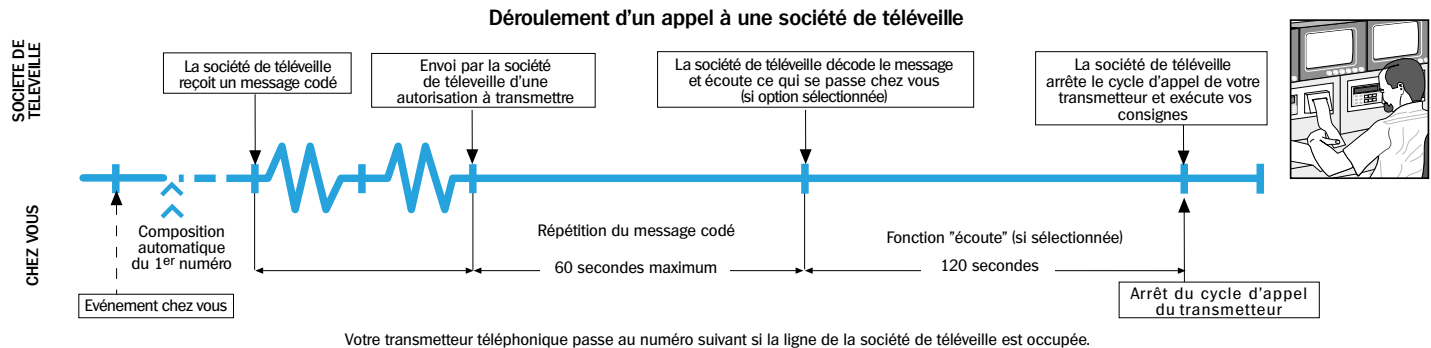 Déroulement d’un appel à une société de téléveille
SOCIETE DE
TELEVEILLE
La société de téléveille
reçoit un message codé
Envoi par la société
de téleveille d'une
autorisation à transmettre
La société de téléveille décode le message
et écoute ce qui se passe chez vous
(si option sélectionnée)
La société de téléveille
arrête le cycle d'appel de votre
transmetteur et exécute vos
consignes
CHEZ VOUS
Composition
automatique
du 1er numéro
Répétition du message codé
60 secondes maximum
Fonction ”écoute” (si sélectionnée)
120 secondes
Evénement chez vous
Arrêt du cycle d'appel
du transmetteur
Votre transmetteur téléphonique passe au numéro suivant si la ligne de la société de téléveille est occupée.